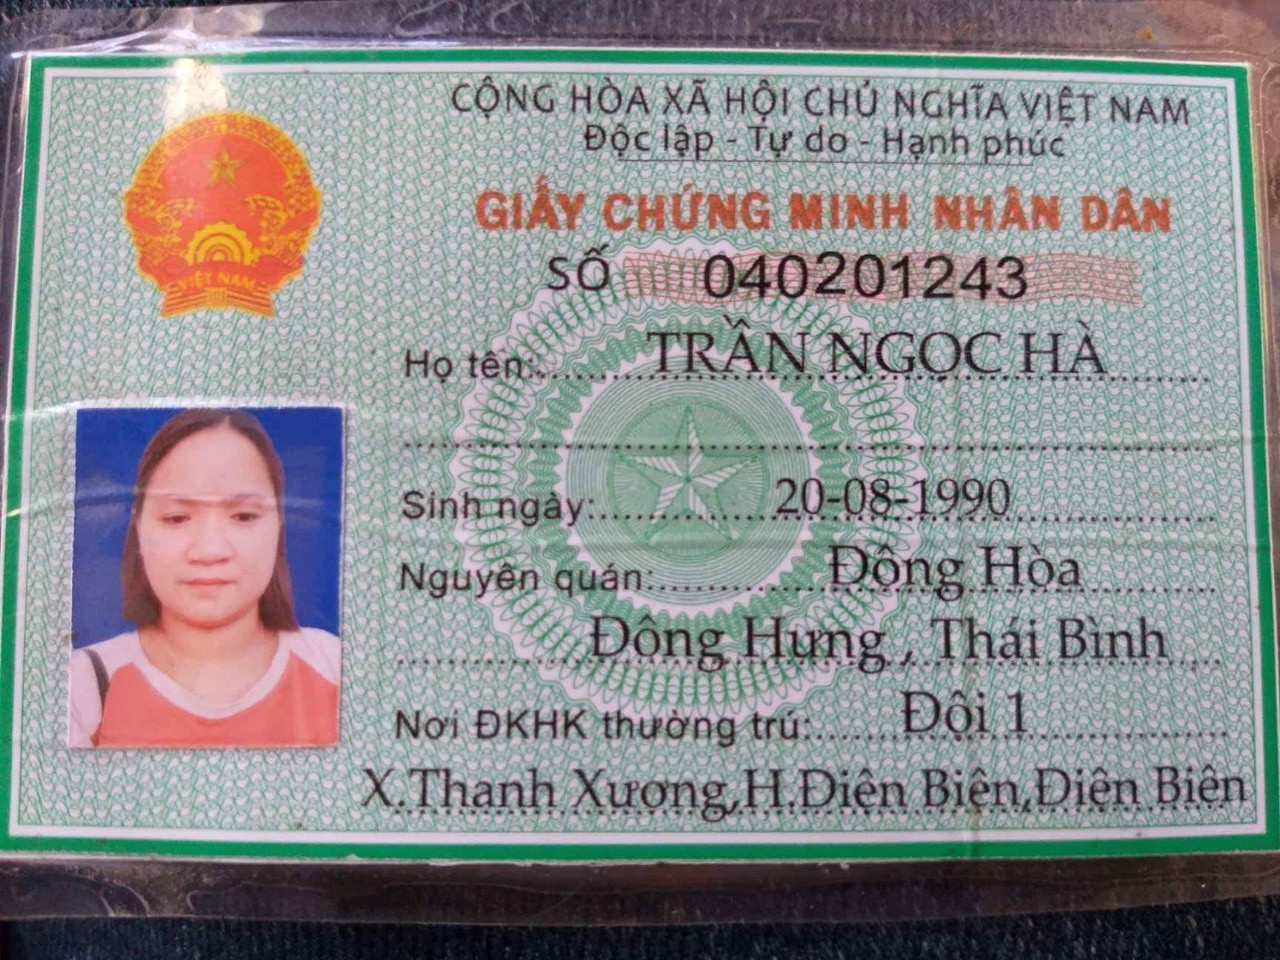 CỘNG HÒA XÃ HỘI CHỦ NGHĨA VIỆT NAM
Độc lập - Tự do - Hạnh phúc
GIẤY CHỨNG MINH NHÂN DÂN
SỐ 040201243
VIỆT NAM
Họ tên: TRẦN NGỌC HÀ
Sinh ngày: 20-08-1990
Nguyên quán: Đông Hòa
Đông Hưng , Thái Bình
Nơi ĐKHK thường trú: Đội 1
X.Thanh Xương,H.Điện Biên,Điện Biên